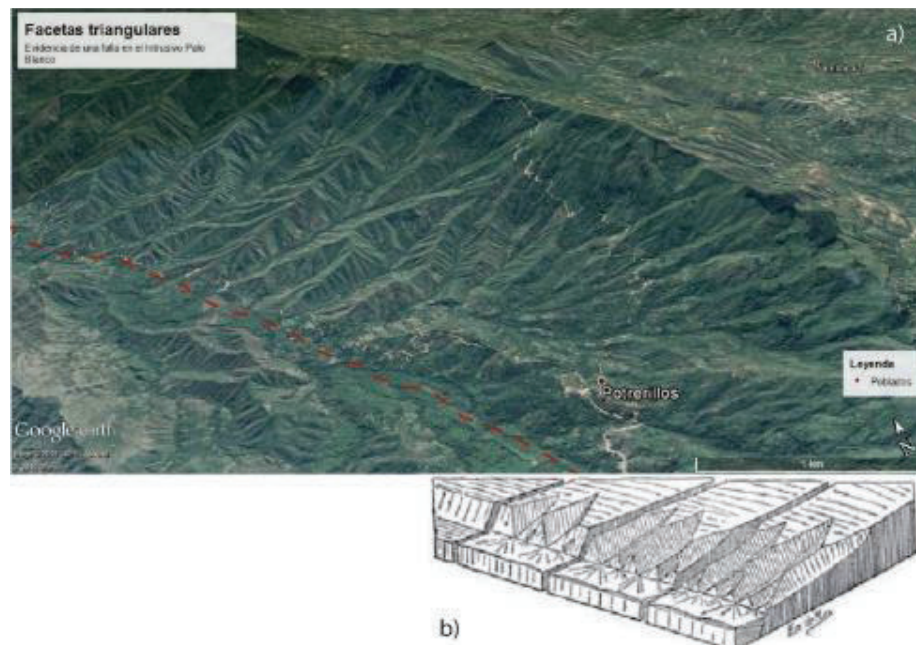 Facetas triangulares
Evidencia de una falla en el Intrusivo Palo
Blanco
a)
Leyenda
Poblados
Potrerillos
Google earth
1 km
N
b)